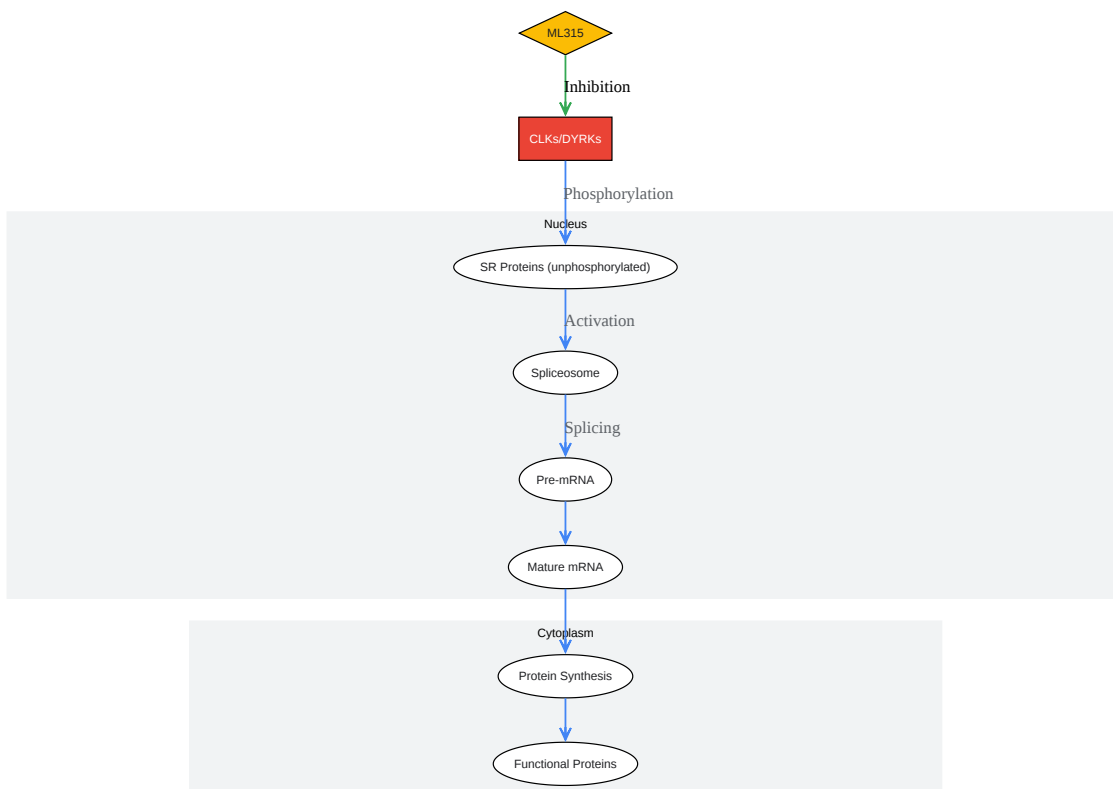 ML315
Inhibition
CLKs/DYRKs
Phosphorylation
Nucleus
SR Proteins (unphosphorylated)
Activation
Spliceosome
Splicing
Pre-mRNA
Mature mRNA
Cytoplasm
Protein Synthesis
Functional Proteins